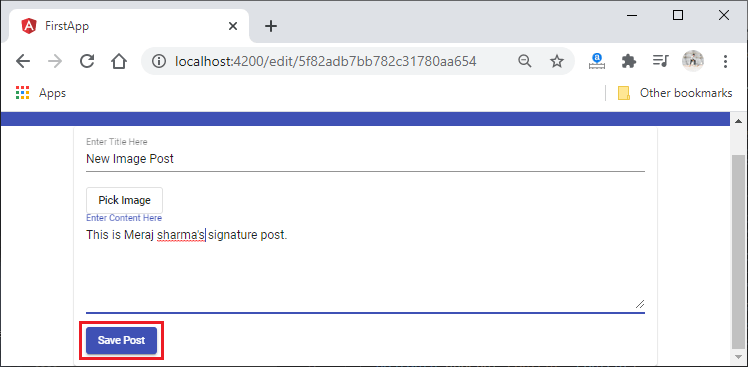 FirstApp
localhost:4200/edit/5f82adb7bb782c31780aa654
Apps
Other bookmarks
Enter Title Here
New Image Post
Pick Image
Enter Content Here
This is Meraj sharma's signature post.
Save Post